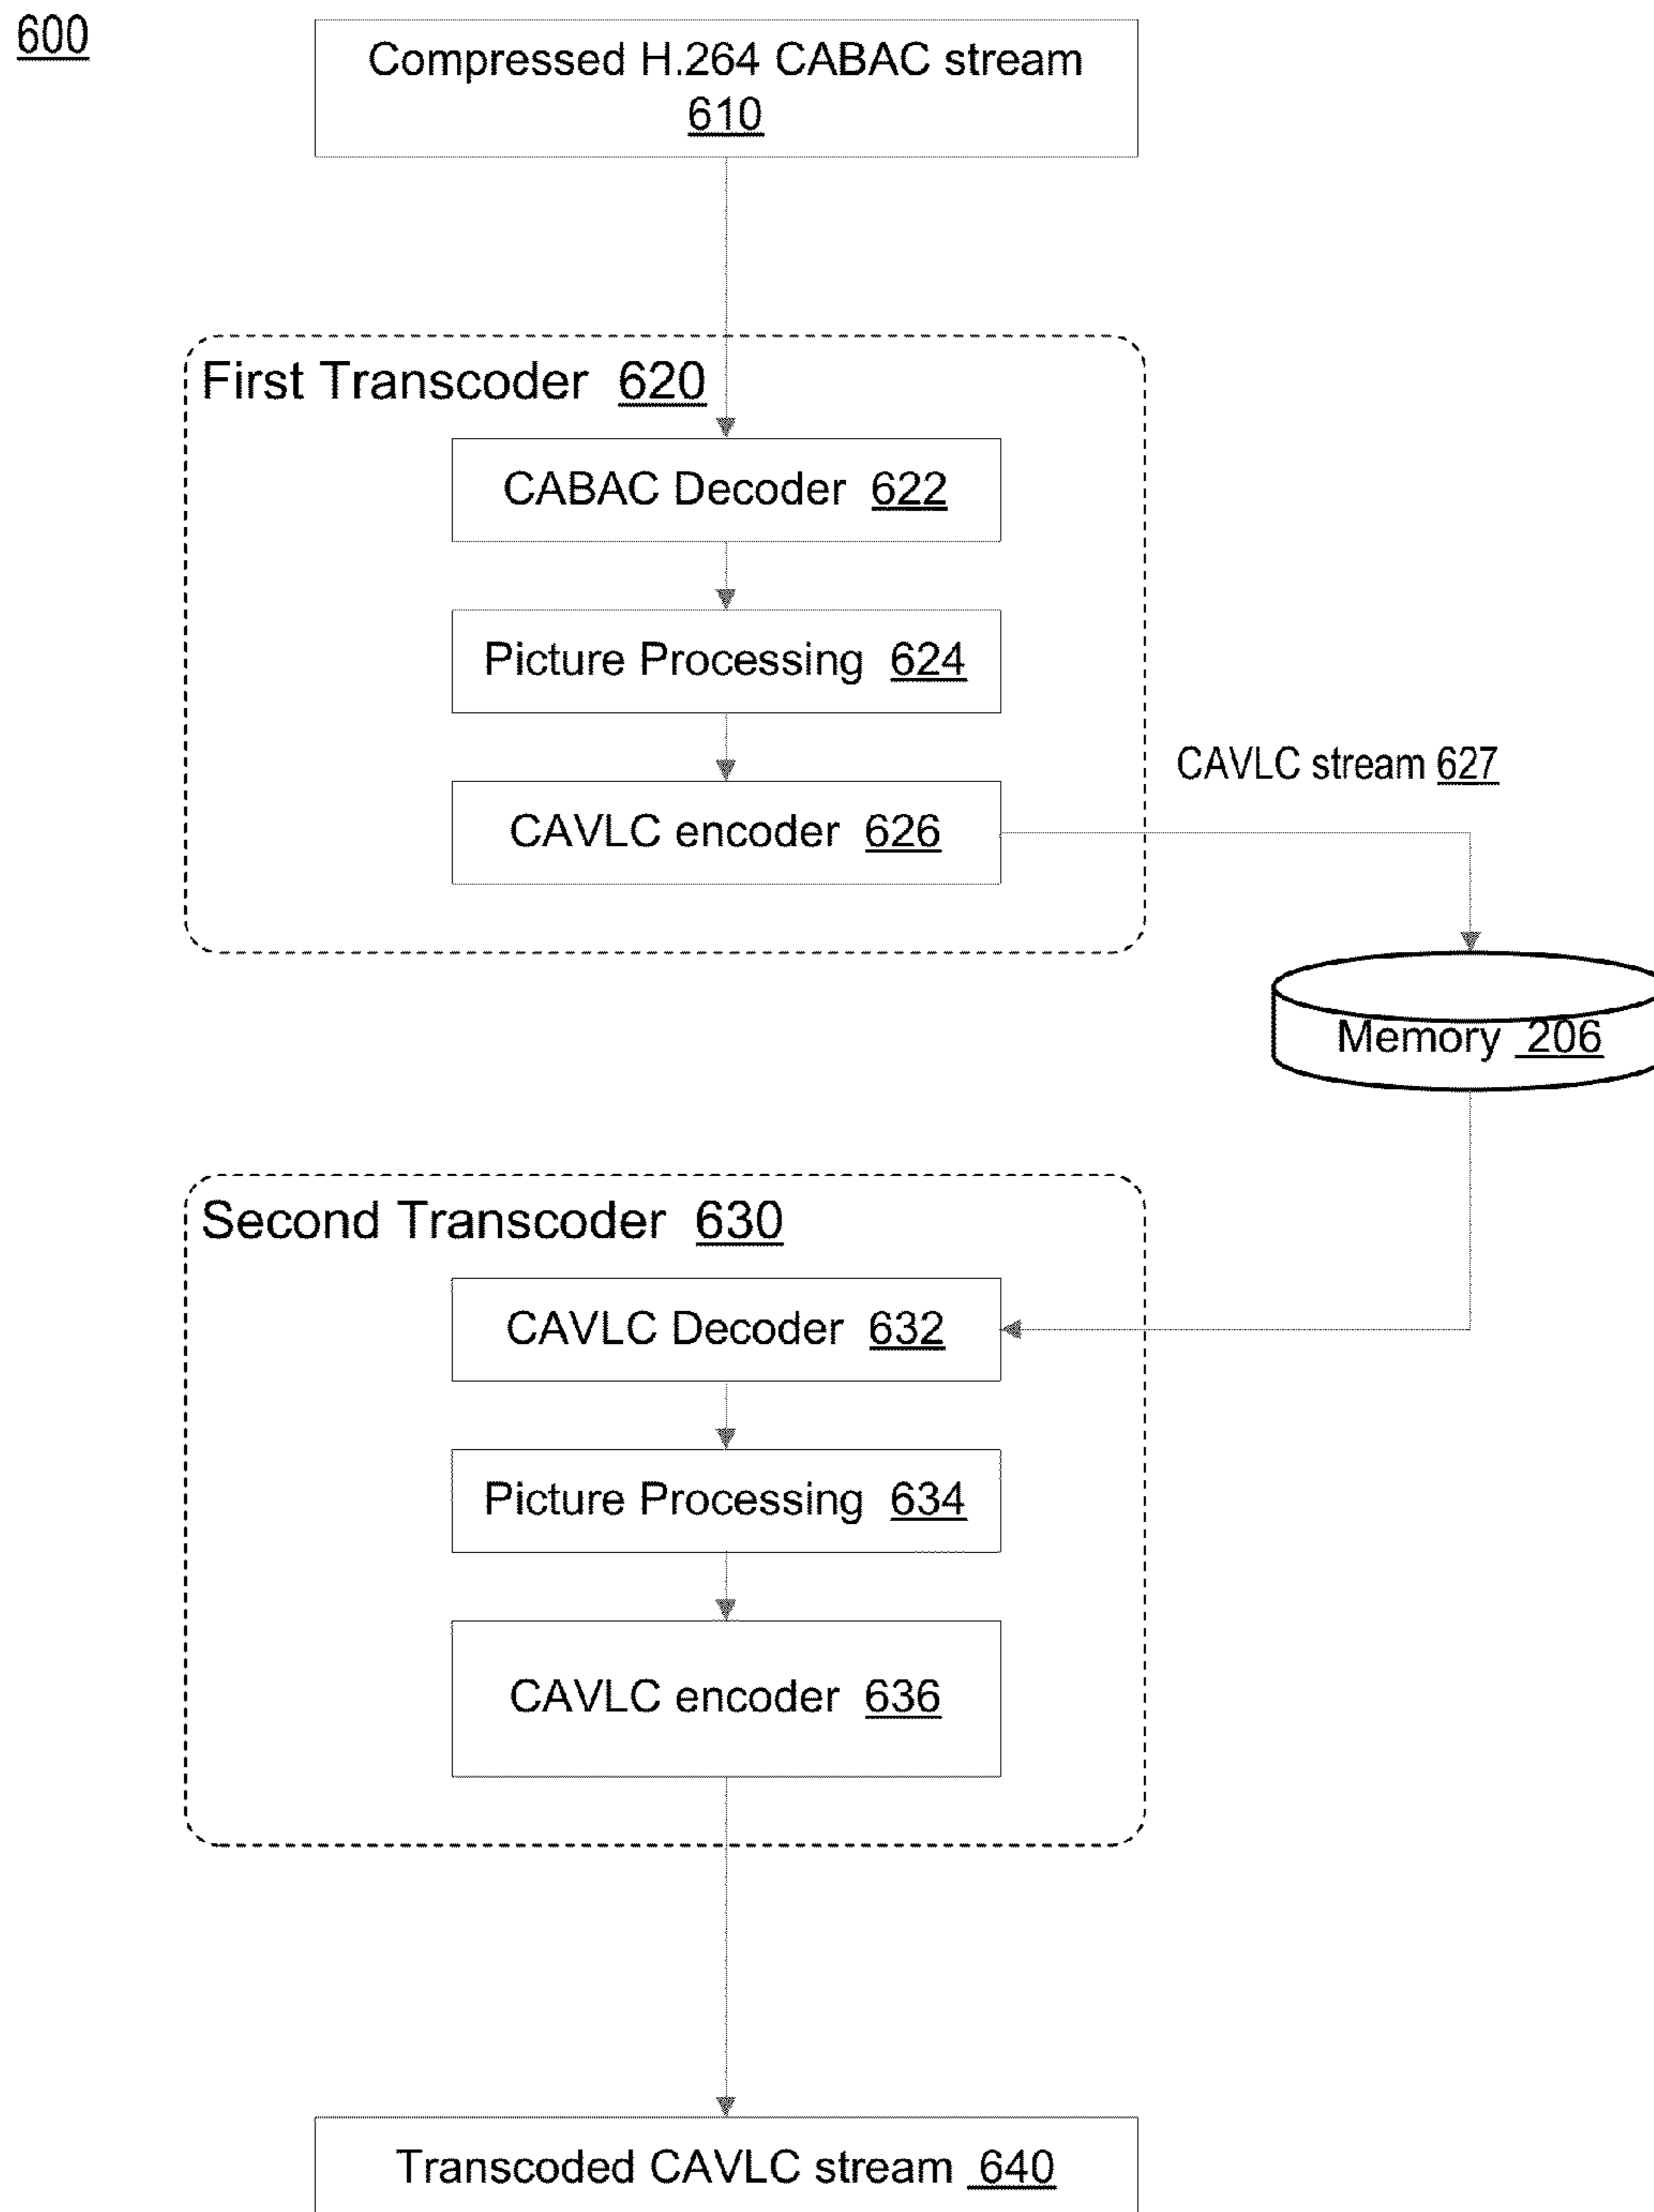 600
Compressed H.264 CABAC stream
610
First Transcoder 620
CABAC Decoder 622
Picture Processing 624
CAVLC encoder 626
CAVLC stream 627
Memory 206
Second Transcoder 630
CAVLC Decoder 632
Picture Processing 634
CAVLC encoder 636
Transcoded CAVLC stream 640